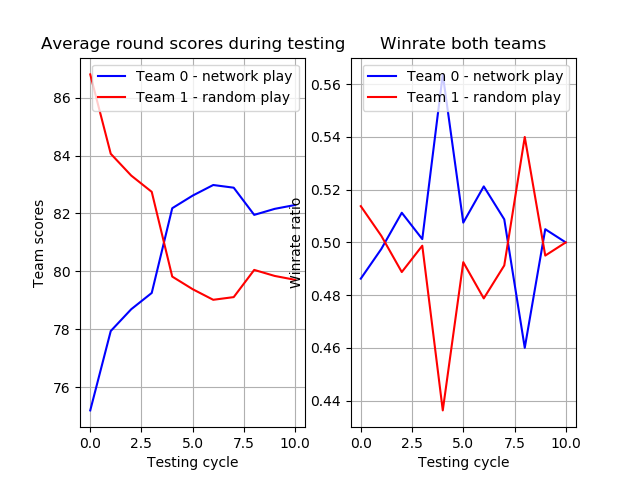 Average round scores during testing
Team 0 - network play
Team 1 - random play
Team scores
86
84
82
80
78
76
0.0 2.5 5.0 7.5 10.0
Testing cycle
Winrate both teams
Team 0 - network play
Team 1 - random play
Winrate ratio
0.56
0.54
0.52
0.50
0.48
0.46
0.44
0.0 2.5 5.0 7.5 10.0
Testing cycle